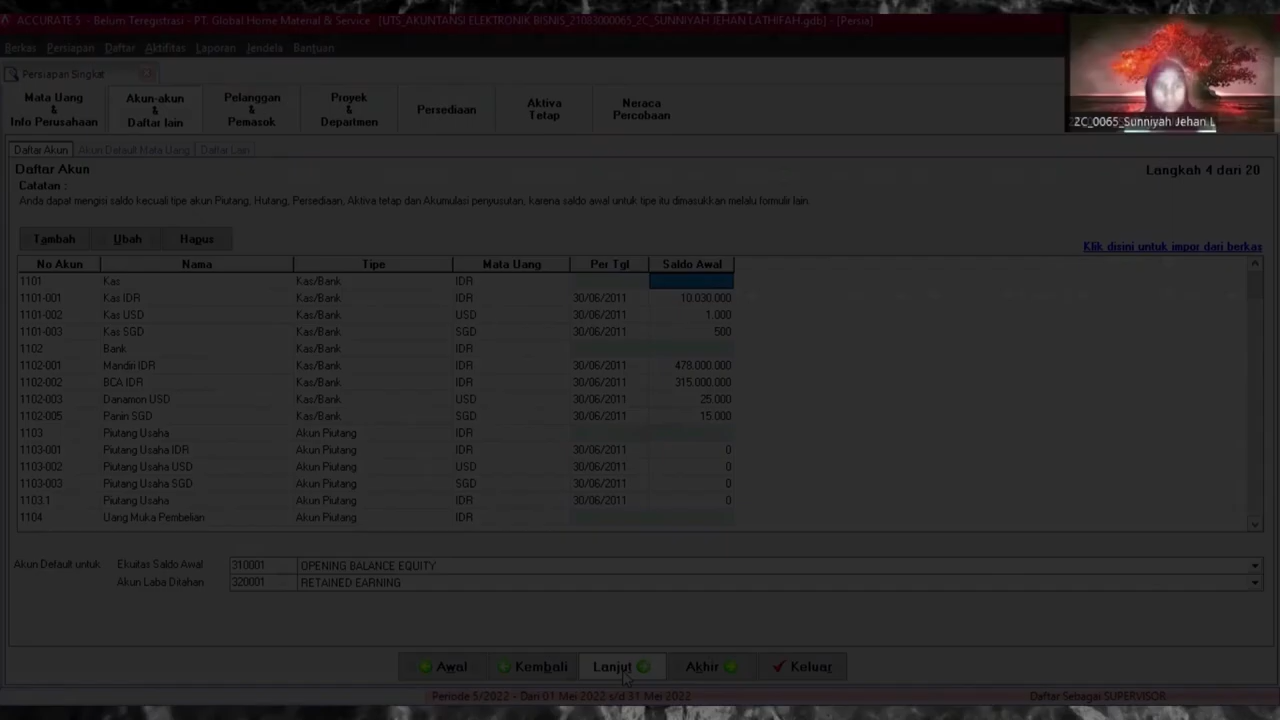 ACCURATE 5 - Belum Teregistrasi - PT. Global Home Material & Service [UTS_AKUNTANSI ELEKTRONIK BISNIS_21083000065_2C_SUNNIYAH JEHAN LATHIFAH.gdb] - [Persia]
Berkas Persiapan Daftar Aktifitas Laporan Jendela Bantuan
Persiapan Singkat
Mata Uang & Info Perusahaan
Akun-akun & Daftar lain
Pelanggan & Pemasok
Proyek & Departmen
Persediaan
Aktiva Tetap
Neraca Percobaan
2C_0065_Sunniyah Jehan L
Daftar Akun Akun Default Mata Uang Daftar Lain
Daftar Akun Langkah 4 dari 20
Catatan :
Anda dapat mengisi saldo kecuali tipe akun Piutang, Hutang, Persediaan, Aktiva tetap dan Akumulasi penyusutan, karena saldo awal untuk tipe itu dimasukkan melalu formulir lain.
Tambah Ubah Hapus Klik disini untuk impor dari berkas
No Akun Nama Tipe Mata Uang Per Tgl Saldo Awal
1101 Kas Kas/Bank IDR
1101-001 Kas IDR Kas/Bank IDR 30/06/2011 10.030.000
1101-002 Kas USD Kas/Bank USD 30/06/2011 1.000
1101-003 Kas SGD Kas/Bank SGD 30/06/2011 500
1102 Bank Kas/Bank IDR
1102-001 Mandiri IDR Kas/Bank IDR 30/06/2011 478.000.000
1102-002 BCA IDR Kas/Bank IDR 30/06/2011 315.000.000
1102-003 Danamon USD Kas/Bank USD 30/06/2011 25.000
1102-005 Panin SGD Kas/Bank SGD 30/06/2011 15.000
1103 Piutang Usaha Akun Piutang IDR
1103-001 Piutang Usaha IDR Akun Piutang IDR 30/06/2011 0
1103-002 Piutang Usaha USD Akun Piutang USD 30/06/2011 0
1103-003 Piutang Usaha SGD Akun Piutang SGD 30/06/2011 0
1103.1 Piutang Usaha Akun Piutang IDR 30/06/2011 0
1104 Uang Muka Pembelian Akun Piutang IDR
Akun Default untuk Ekuitas Saldo Awal 310001 OPENING BALANCE EQUITY
Akun Laba Ditahan 320001 RETAINED EARNING
Awal Kembali Lanjut Akhir Keluar
Periode 5/2022 - Dari 01 Mei 2022 s/d 31 Mei 2022 Daftar Sebagai SUPERVISOR